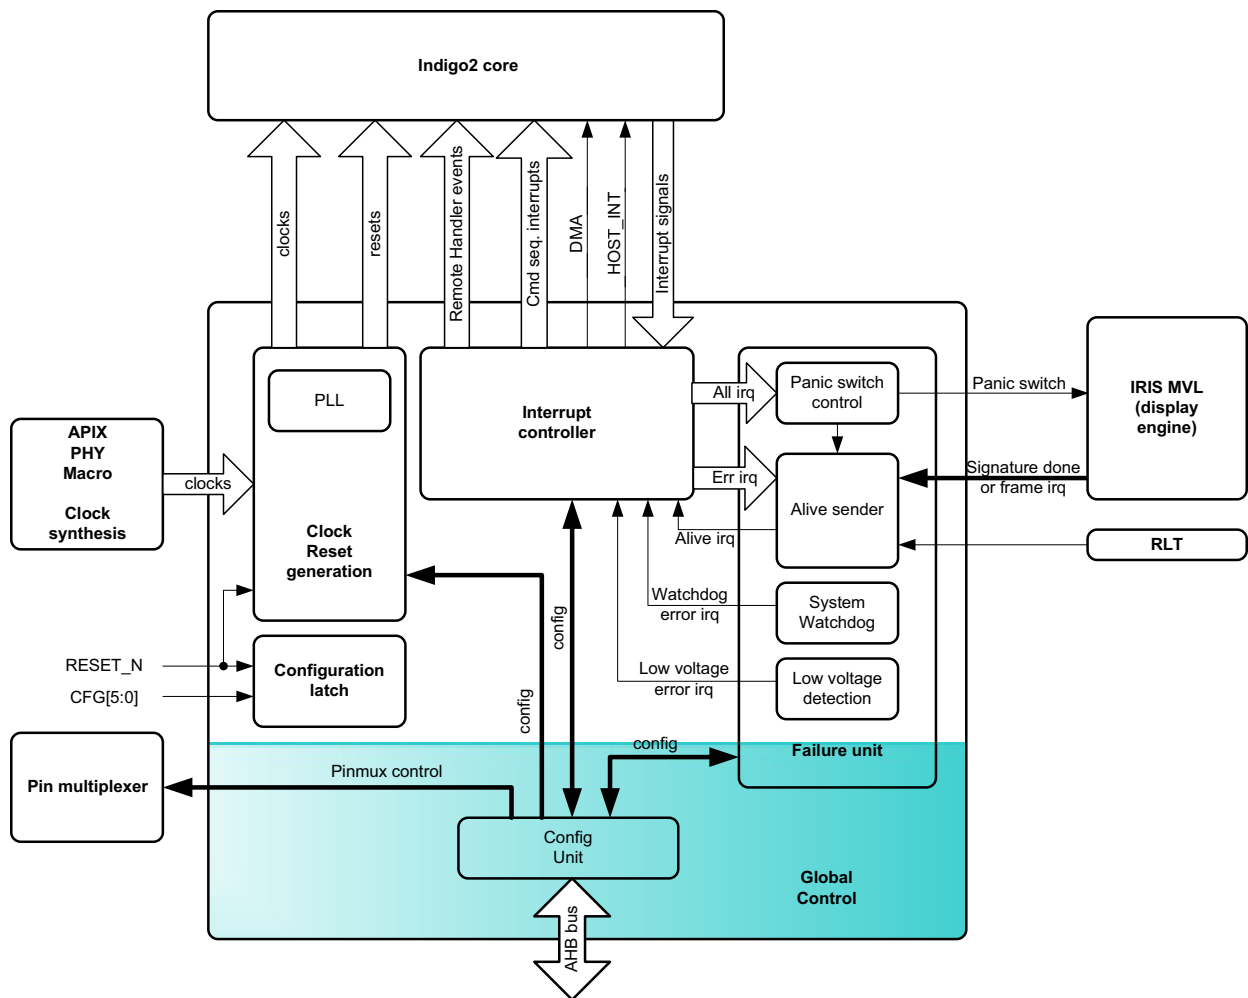 Indigo2 core
clocks
resets
Remote Handler events
Cmd seq. interrupts
DMA
HOST_INT
Interrupt signals
PLL
Clock
Reset
generation
Interrupt
controller
All irq
Err irq
Panic switch
control
Panic switch
IRIS MVL
(display
engine)
APIX
PHY
Macro
Clock
synthesis
clocks
Signature done
or frame irq
Alive sender
Alive irq
RLT
Watchdog
error irq
System
Watchdog
RESET_N
CFG[5:0]
Configuration
latch
config
config
Low voltage
error irq
Low voltage
detection
config
Failure unit
Pin multiplexer
Pinmux control
Config
Unit
Global
Control
AHB bus